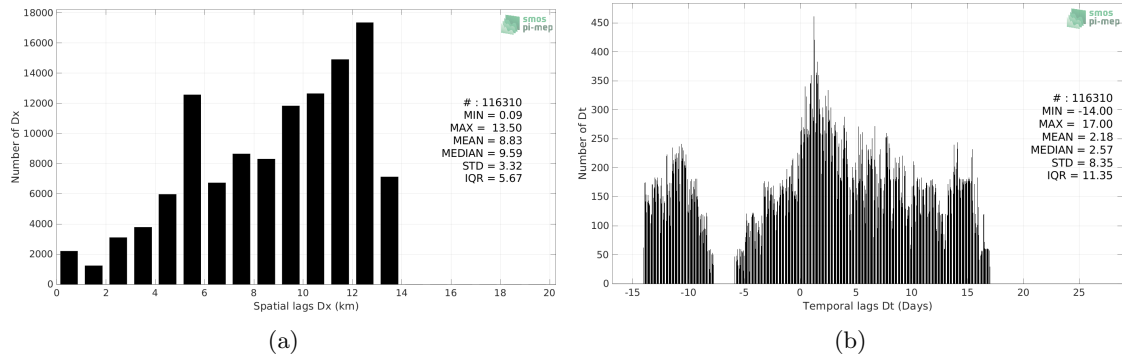 18000
16000
14000
12000
10000
8000
6000
4000
2000
0
Number of Dx
0 2 4 6 8 10 12 14 16 18 20
Spatial lags Dx (km)
smos
pi-mep
# : 116310
MIN = 0.09
MAX = 13.50
MEAN = 8.83
MEDIAN = 9.59
STD = 3.32
IQR = 5.67
(a)
450
400
350
300
250
200
150
100
50
0
Number of Dt
-15 -10 -5 0 5 10 15 20 25
Temporal lags Dt (Days)
smos
pi-mep
# : 116310
MIN = -14.00
MAX = 17.00
MEAN = 2.18
MEDIAN = 2.57
STD = 8.35
IQR = 11.35
(b)